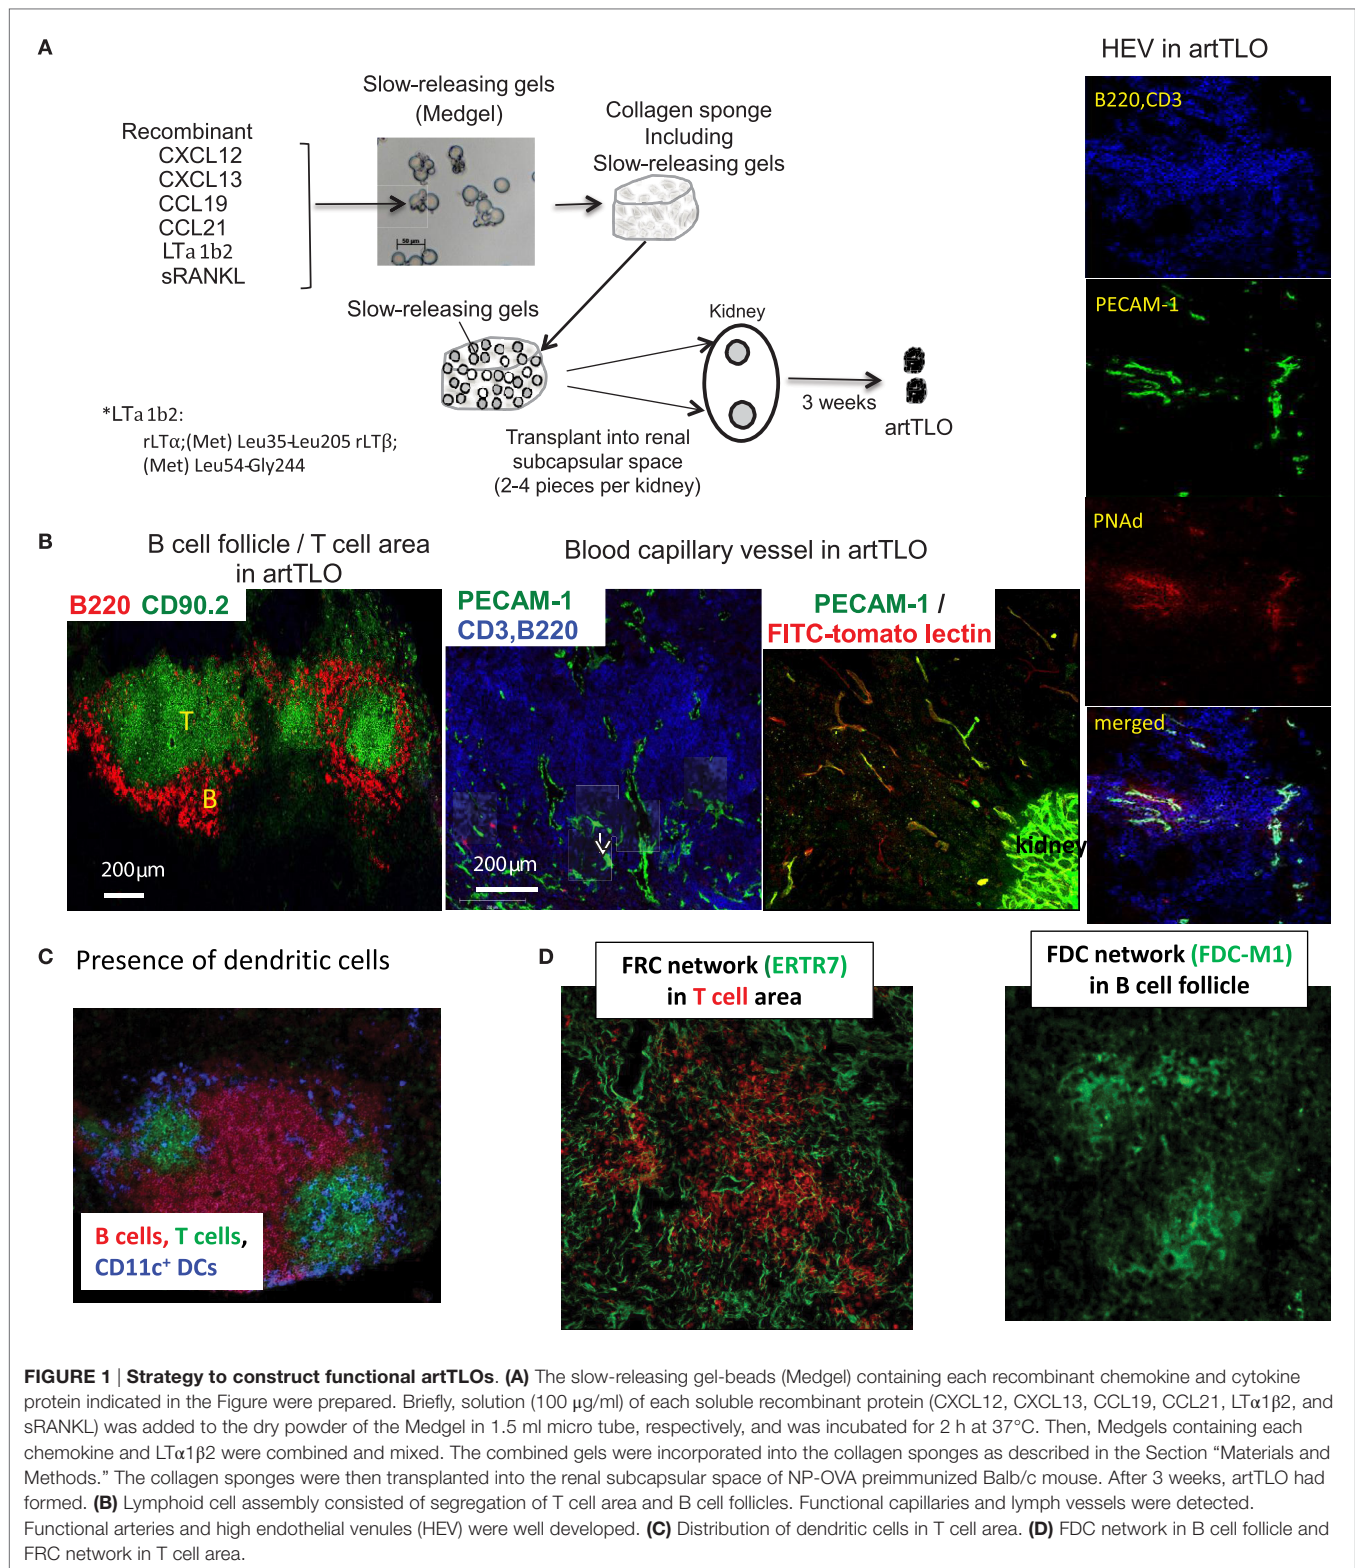 A
Slow-releasing gels
(Medgel)
Recombinant
CXCL12
CXCL13
CCL19
CCL21
LTa 1b2
sRANKL
50 µm
Collagen sponge
Including
Slow-releasing gels
Slow-releasing gels
Kidney
3 weeks
artTLO
Transplant into renal
subcapsular space
(2-4 pieces per kidney)
*LTa 1b2:
rLTα;(Met) Leu35-Leu205 rLTβ;
(Met) Leu54-Gly244
HEV in artTLO
B220,CD3
PECAM-1
PNAd
merged
B
B cell follicle / T cell area
in artTLO
B220 CD90.2
T
B
200µm
Blood capillary vessel in artTLO
PECAM-1
CD3,B220
200µm
PECAM-1 /
FITC-tomato lectin
kidney
C
Presence of dendritic cells
B cells, T cells,
CD11c⁺ DCs
D
FRC network (ERTR7)
in T cell area
FDC network (FDC-M1)
in B cell follicle
FIGURE 1 | Strategy to construct functional artTLOs. (A) The slow-releasing gel-beads (Medgel) containing each recombinant chemokine and cytokine
protein indicated in the Figure were prepared. Briefly, solution (100 µg/ml) of each soluble recombinant protein (CXCL12, CXCL13, CCL19, CCL21, LTα1β2, and
sRANKL) was added to the dry powder of the Medgel in 1.5 ml micro tube, respectively, and was incubated for 2 h at 37°C. Then, Medgels containing each
chemokine and LTα1β2 were combined and mixed. The combined gels were incorporated into the collagen sponges as described in the Section “Materials and
Methods.” The collagen sponges were then transplanted into the renal subcapsular space of NP-OVA preimmunized Balb/c mouse. After 3 weeks, artTLO had
formed. (B) Lymphoid cell assembly consisted of segregation of T cell area and B cell follicles. Functional capillaries and lymph vessels were detected.
Functional arteries and high endothelial venules (HEV) were well developed. (C) Distribution of dendritic cells in T cell area. (D) FDC network in B cell follicle and
FRC network in T cell area.